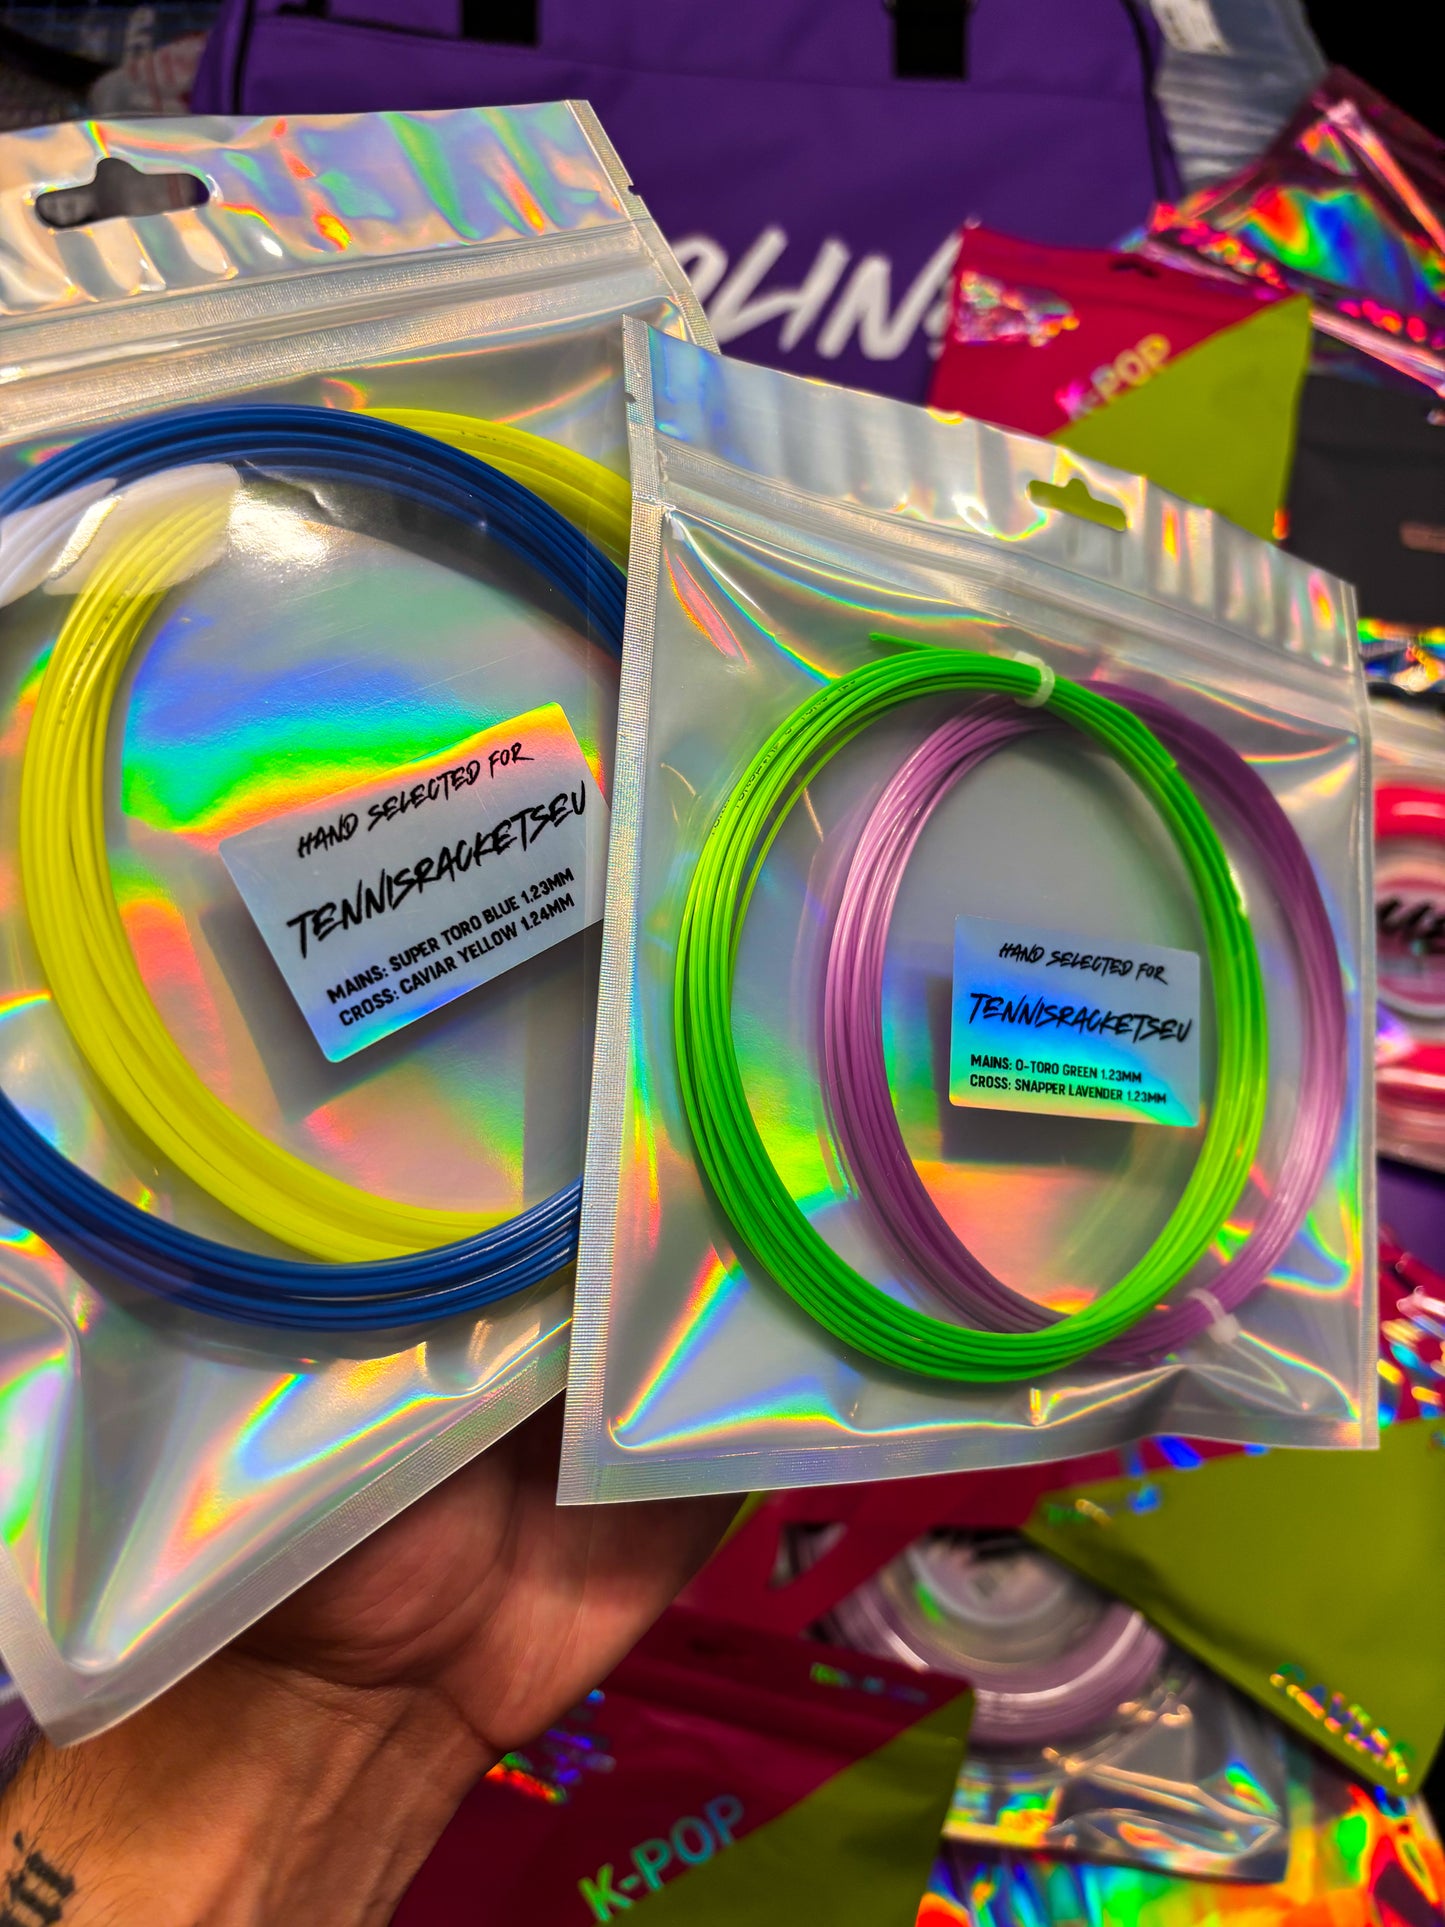 K-POP
HAND SELECTED FOR
TENNISRACKETSEU
MAINS: SUPER TORO BLUE 1.23MM
CROSS: CAVIAR YELLOW 1.24MM
HAND SELECTED FOR
TENNISRACKETSEU
MAINS: O-TORO GREEN 1.23MM
CROSS: SNAPPER LAVENDER 1.23MM
CAVIAR
K-POP